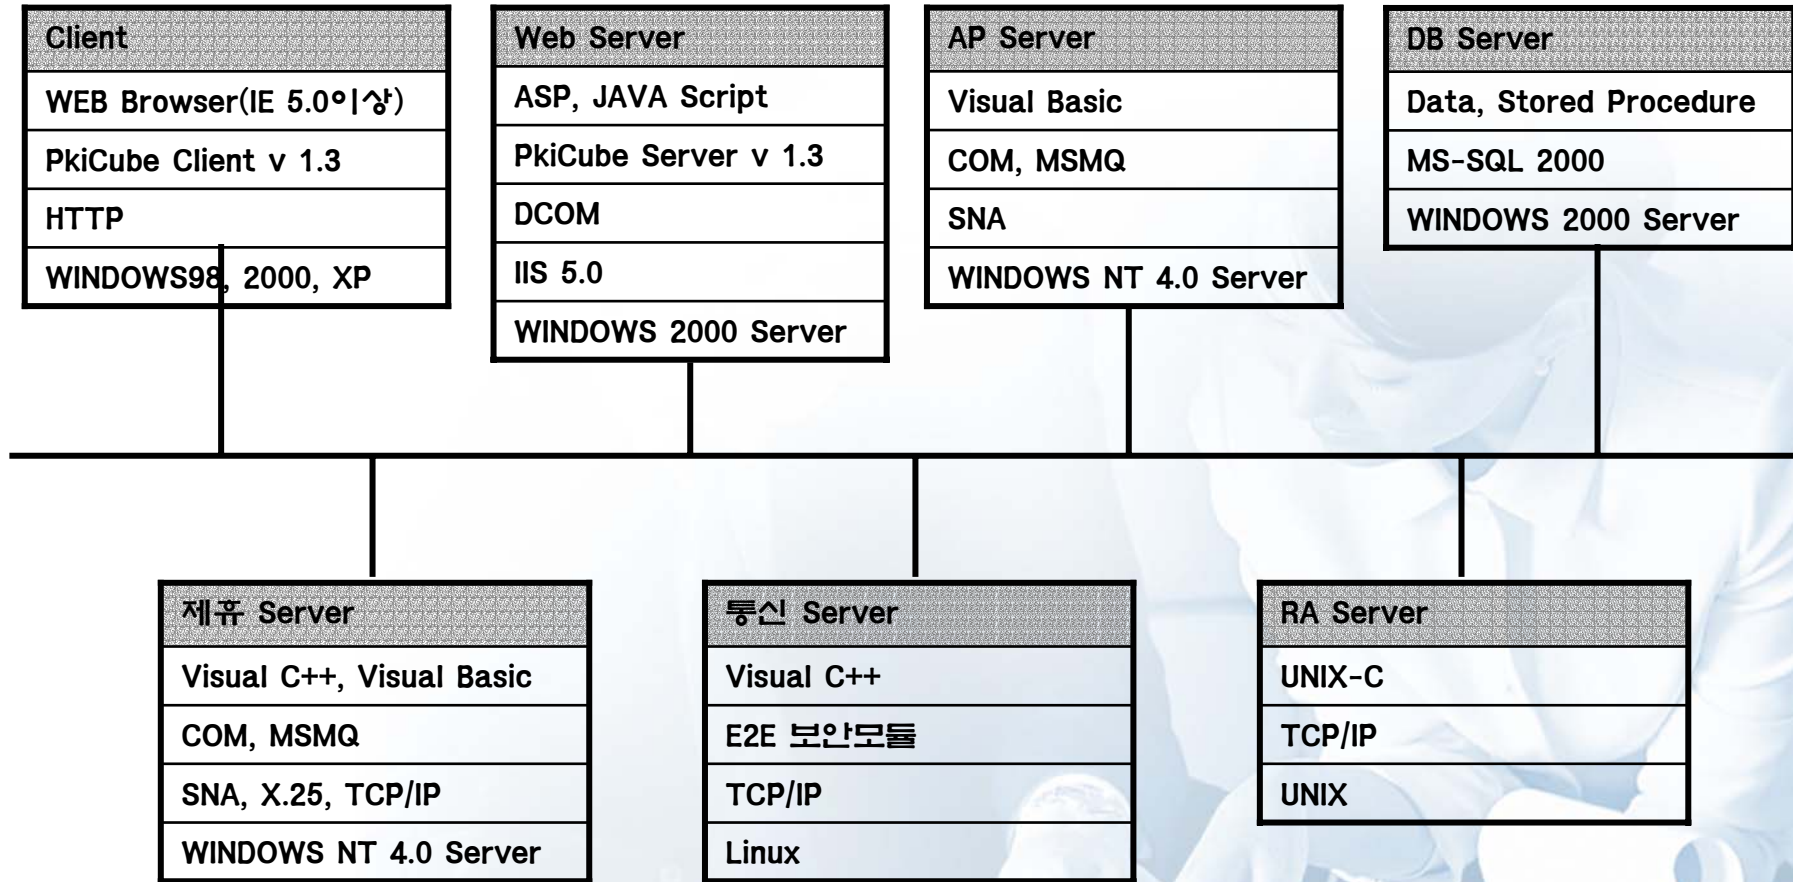 Client
WEB Browser(IE 5.0이상)
PkiCube Client v 1.3
HTTP
WINDOWS98, 2000, XP
Web Server
ASP, JAVA Script
PkiCube Server v 1.3
DCOM
IIS 5.0
WINDOWS 2000 Server
AP Server
Visual Basic
COM, MSMQ
SNA
WINDOWS NT 4.0 Server
DB Server
Data, Stored Procedure
MS-SQL 2000
WINDOWS 2000 Server
제휴 Server
Visual C++, Visual Basic
COM, MSMQ
SNA, X.25, TCP/IP
WINDOWS NT 4.0 Server
통신 Server
Visual C++
E2E 보안모듈
TCP/IP
Linux
RA Server
UNIX-C
TCP/IP
UNIX